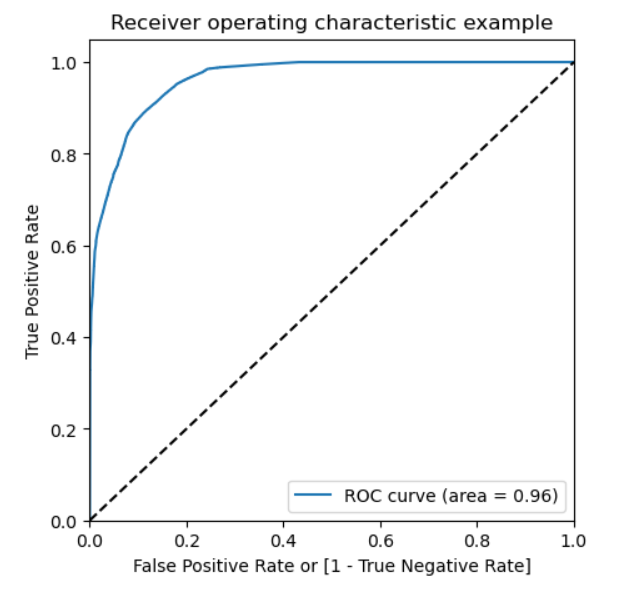 Receiver operating characteristic example
True Positive Rate
1.0
0.8
0.6
0.4
0.2
0.0
ROC curve (area = 0.96)
0.0 0.2 0.4 0.6 0.8 1.0
False Positive Rate or [1 - True Negative Rate]